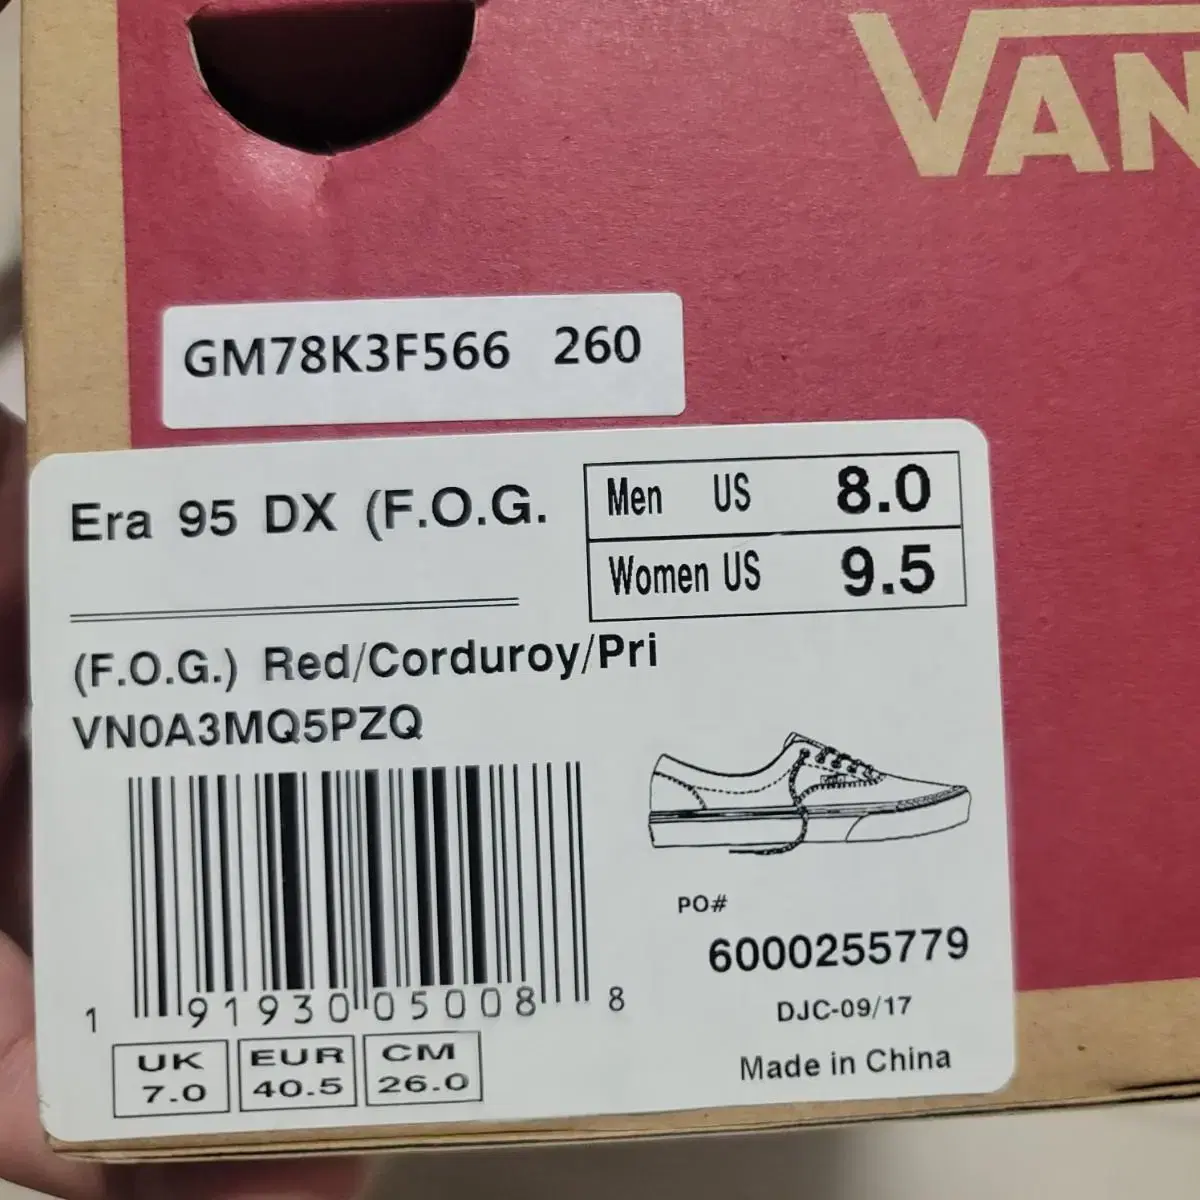 VAN
GM78K3F566 260
Era 95 DX (F.O.G.
Men US 8.0
Women US 9.5
(F.O.G.) Red/Corduroy/Pri
VN0A3MQ5PZQ
PO#
6000255779
DJC-09/17
Made in China
1 91930 05008 8
UK 7.0
EUR 40.5
CM 26.0